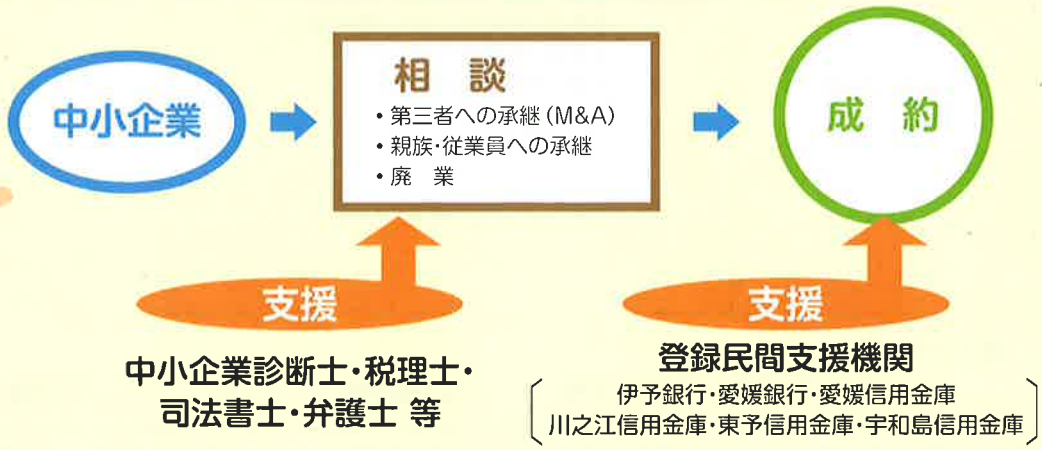 中小企業
相 談
・第三者への承継(M&A)
・親族・従業員への承継
・廃 業
成 約
支援
中小企業診断士・税理士・
司法書士・弁護士 等
支援
登録民間支援機関
伊予銀行・愛媛銀行・愛媛信用金庫
川之江信用金庫・東予信用金庫・宇和島信用金庫